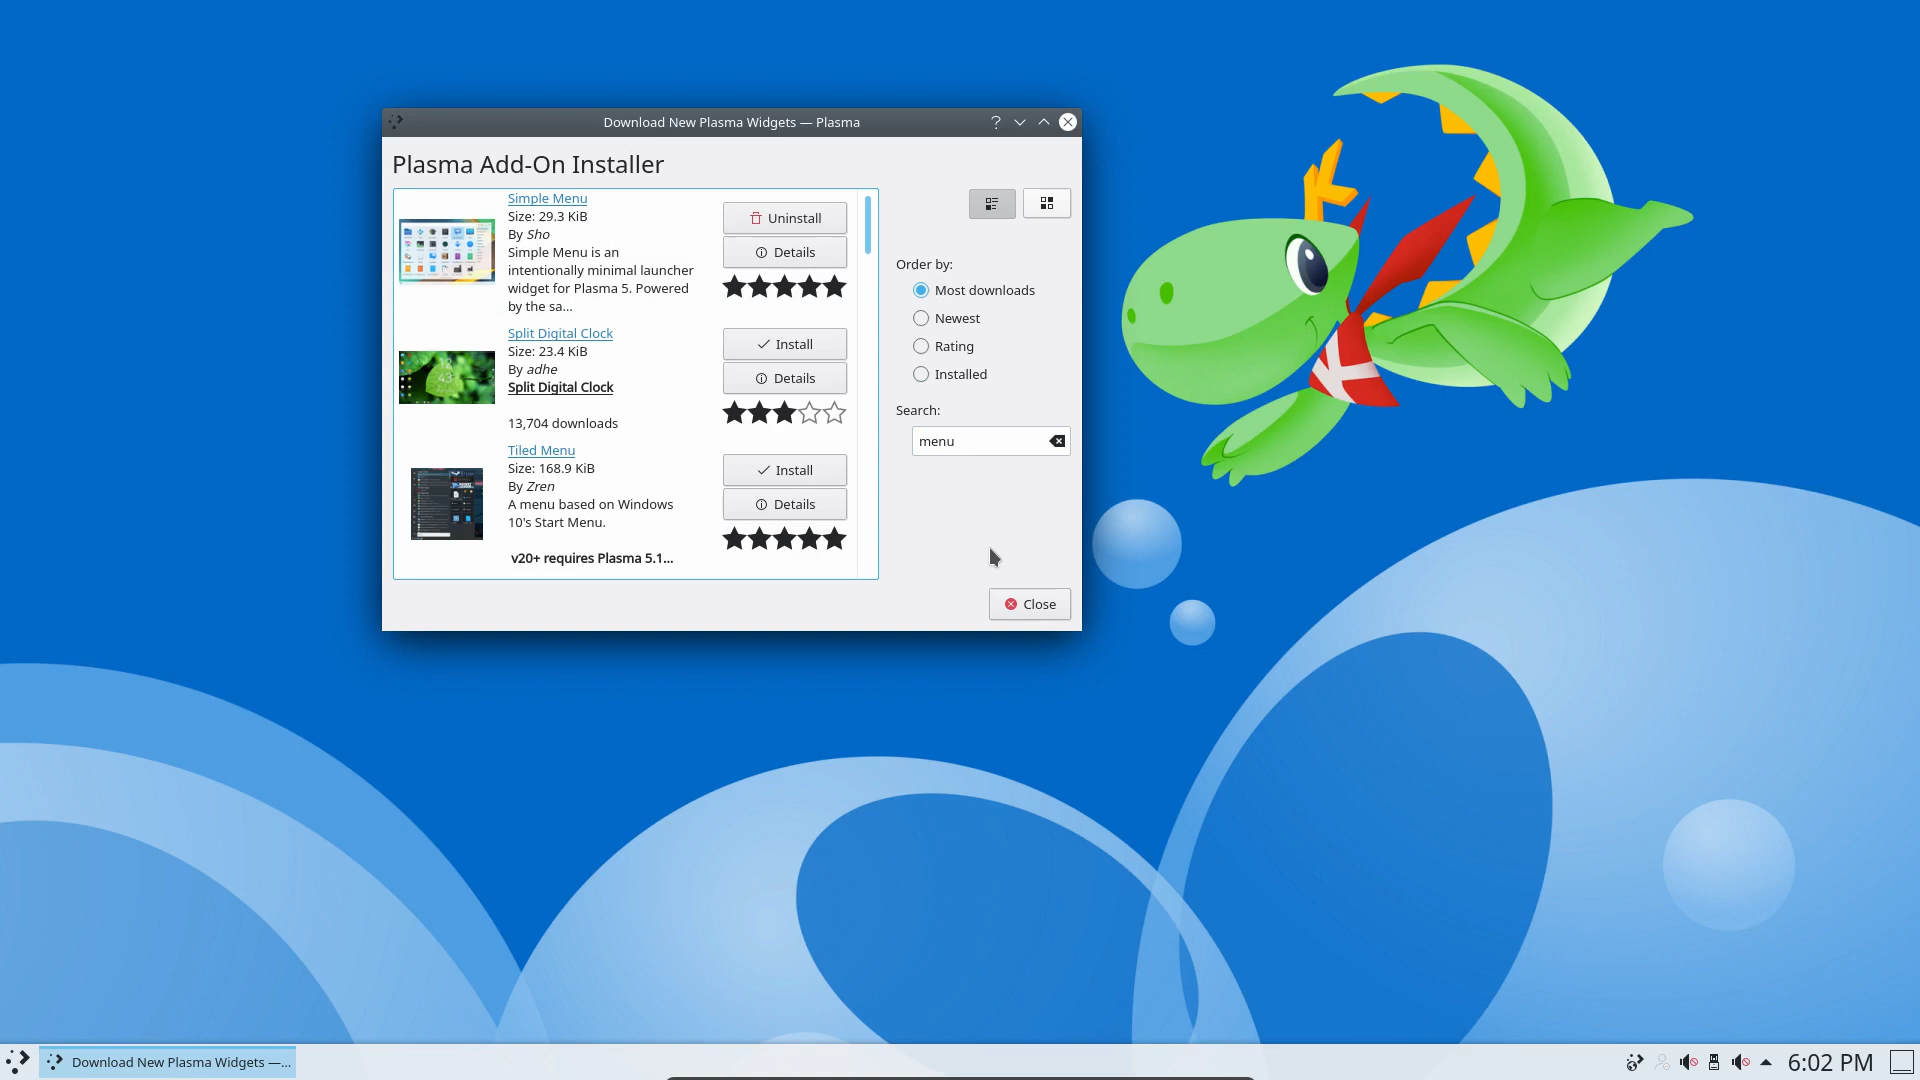 Download New Plasma Widgets — Plasma
Plasma Add-On Installer
Simple Menu
Size: 29.3 KiB
By Sho
Simple Menu is an
intentionally minimal launcher
widget for Plasma 5. Powered
by the sa...
Uninstall
Details
Split Digital Clock
Size: 23.4 KiB
By adhe
Split Digital Clock
13,704 downloads
Install
Details
Tiled Menu
Size: 168.9 KiB
By Zren
A menu based on Windows
10's Start Menu.
v20+ requires Plasma 5.1...
Install
Details
Order by:
Most downloads
Newest
Rating
Installed
Search:
menu
Close
Download New Plasma Widgets —...
6:02 PM